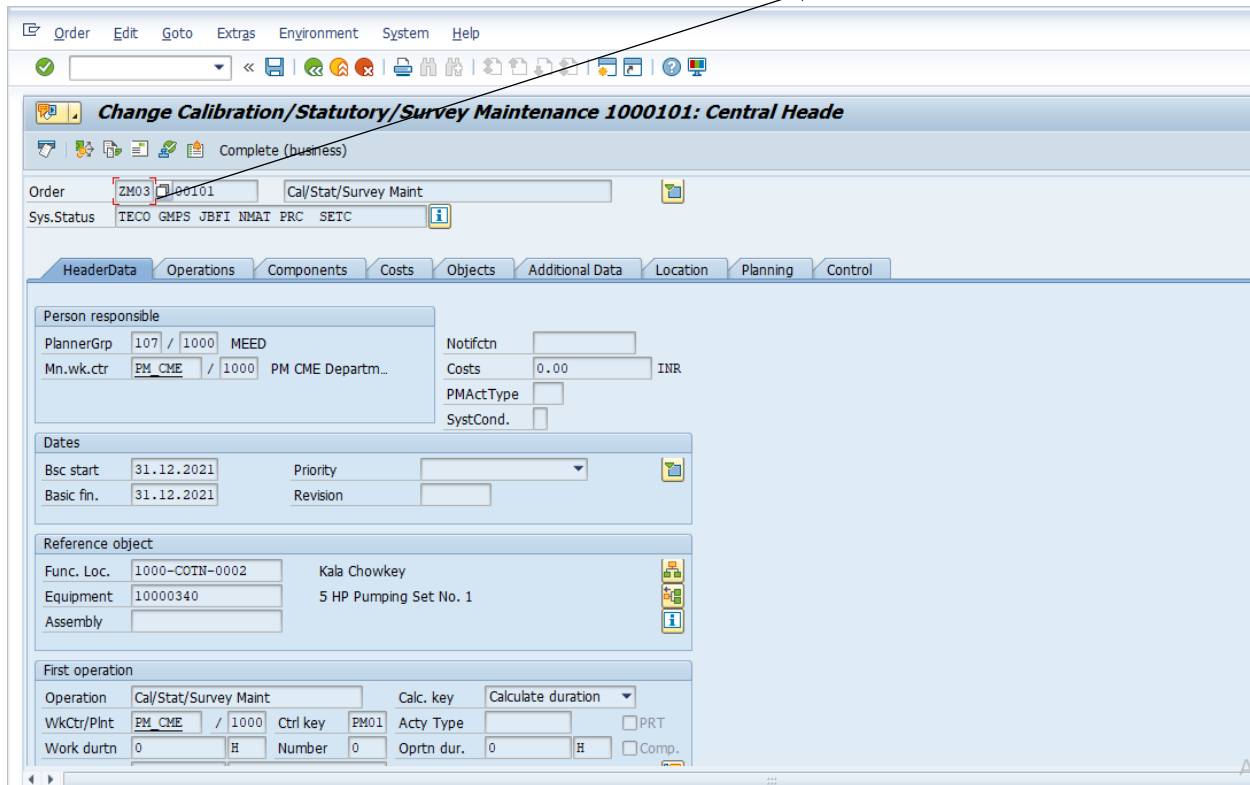 Order Edit Goto Extras Environment System Help
Change Calibration/Statutory/Survey Maintenance 1000101: Central Heade
Complete (business)
Order ZM03 00101 Cal/Stat/Survey Maint
Sys.Status TECO GMPS JBFI NMAT PRC SETC
HeaderData Operations Components Costs Objects Additional Data Location Planning Control
Person responsible
PlannerGrp 107 / 1000 MEED Notifctn
Mn.wk.ctr PM_CME / 1000 PM CME Departm... Costs 0.00 INR
PMActType
SystCond.
Dates
Bsc start 31.12.2021 Priority
Basic fin. 31.12.2021 Revision
Reference object
Func. Loc. 1000-COTN-0002 Kala Chowkey
Equipment 10000340 5 HP Pumping Set No. 1
Assembly
First operation
Operation Cal/Stat/Survey Maint Calc. key Calculate duration
WkCtr/Plnt PM_CME / 1000 Ctrl key PM01 Acty Type PRT
Work durtn 0 H Number 0 Oprtn dur. 0 H Comp.